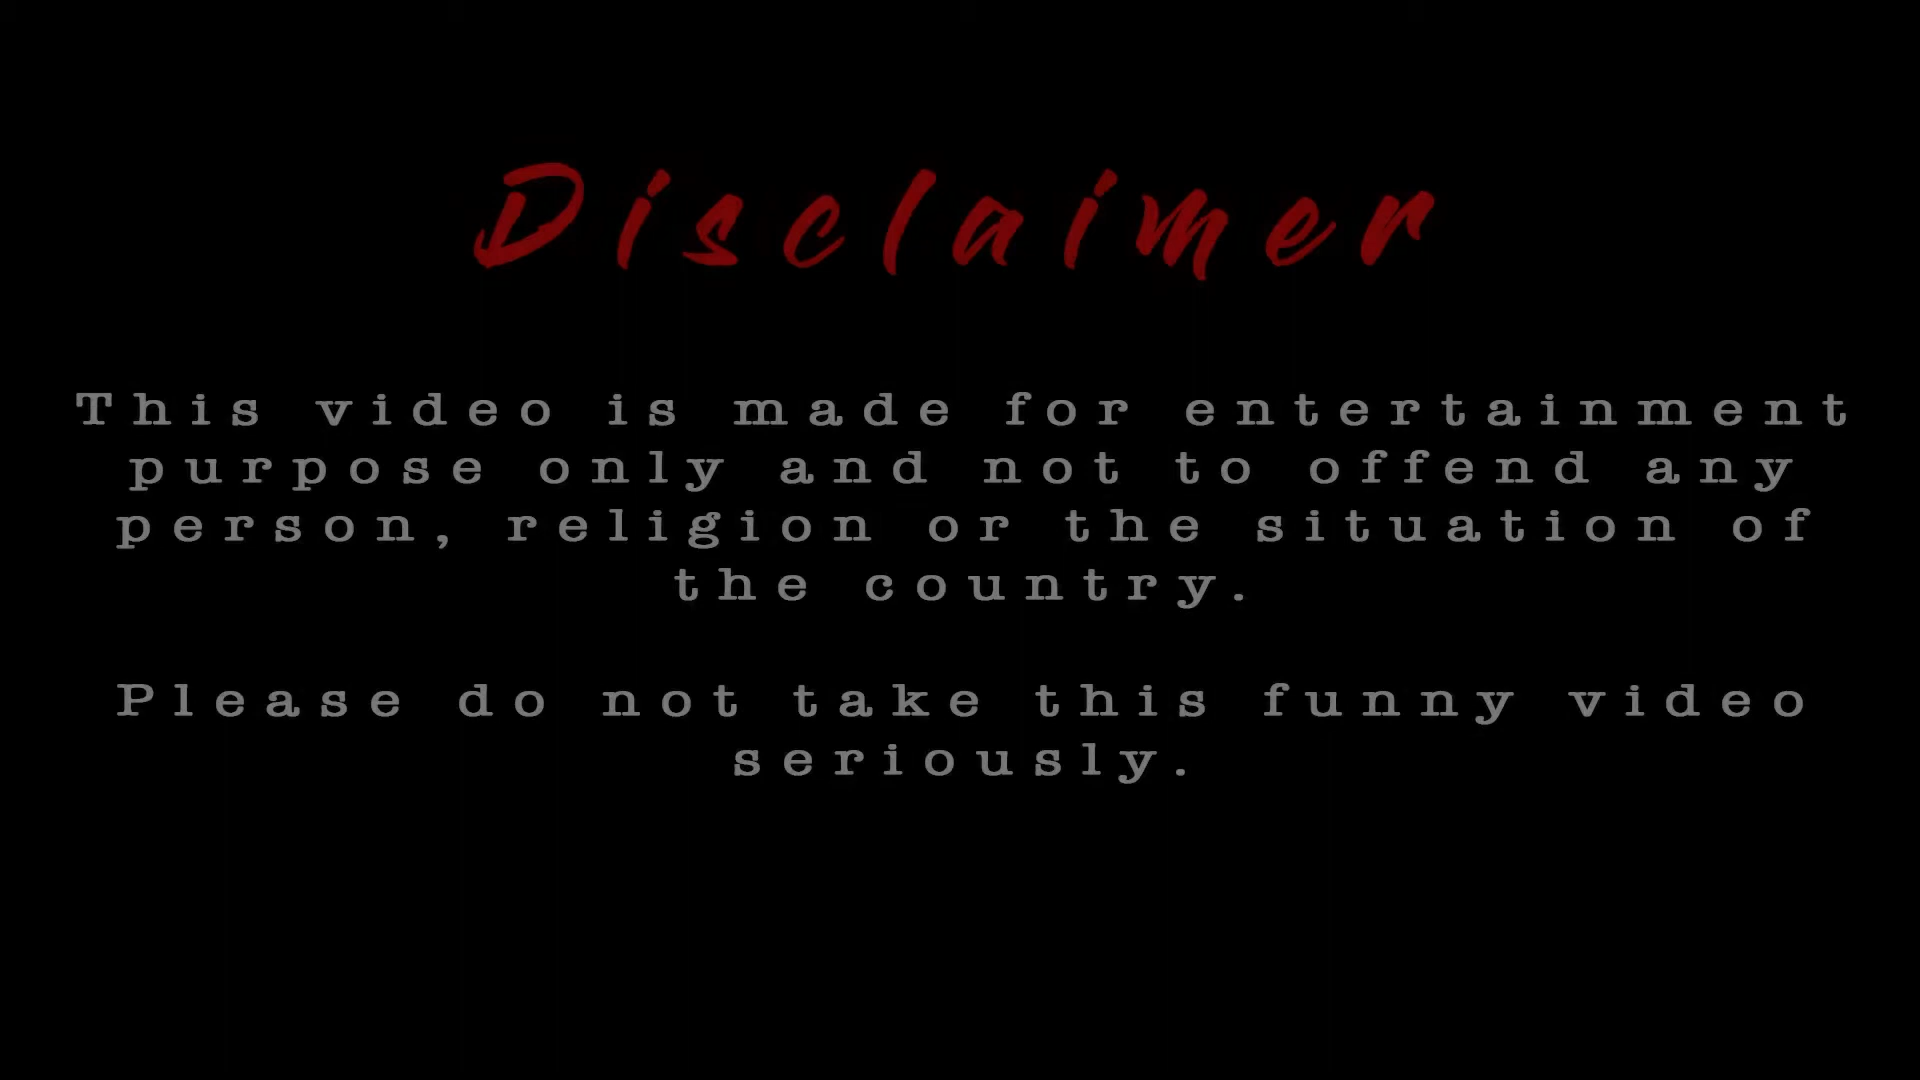 Disclaimer
This video is made for entertainment
purpose only and not to offend any
person, religion or the situation of
the country.
Please do not take this funny video
seriously.